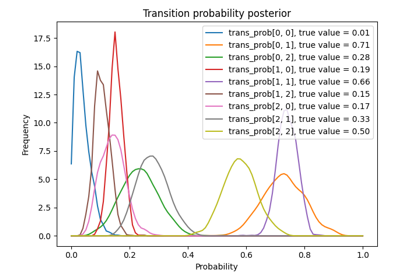 Transition probability posterior
trans_prob[0, 0], true value = 0.01
trans_prob[0, 1], true value = 0.71
trans_prob[0, 2], true value = 0.28
trans_prob[1, 0], true value = 0.19
trans_prob[1, 1], true value = 0.66
trans_prob[1, 2], true value = 0.15
trans_prob[2, 0], true value = 0.17
trans_prob[2, 1], true value = 0.33
trans_prob[2, 2], true value = 0.50
Frequency
17.5
15.0
12.5
10.0
7.5
5.0
2.5
0.0
0.0 0.2 0.4 0.6 0.8 1.0
Probability